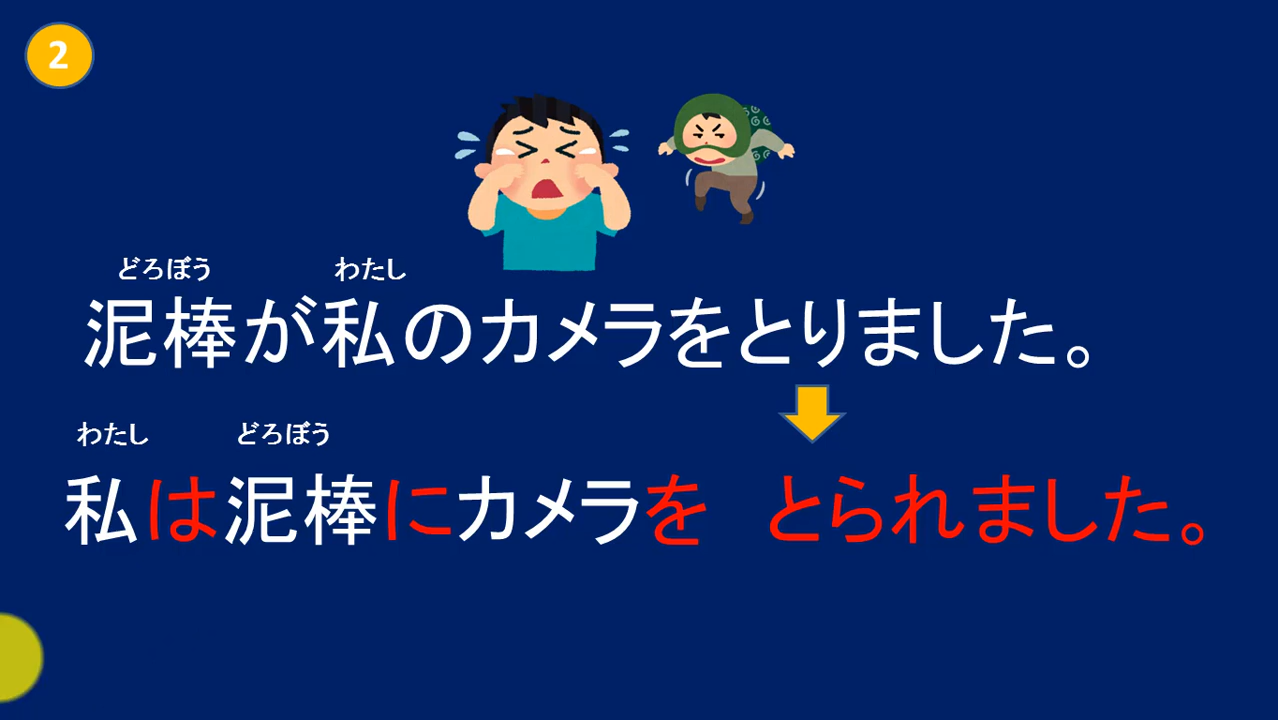 2
どろぼう わたし
泥棒が私のカメラをとりました。
わたし どろぼう
私は泥棒にカメラを とられました。